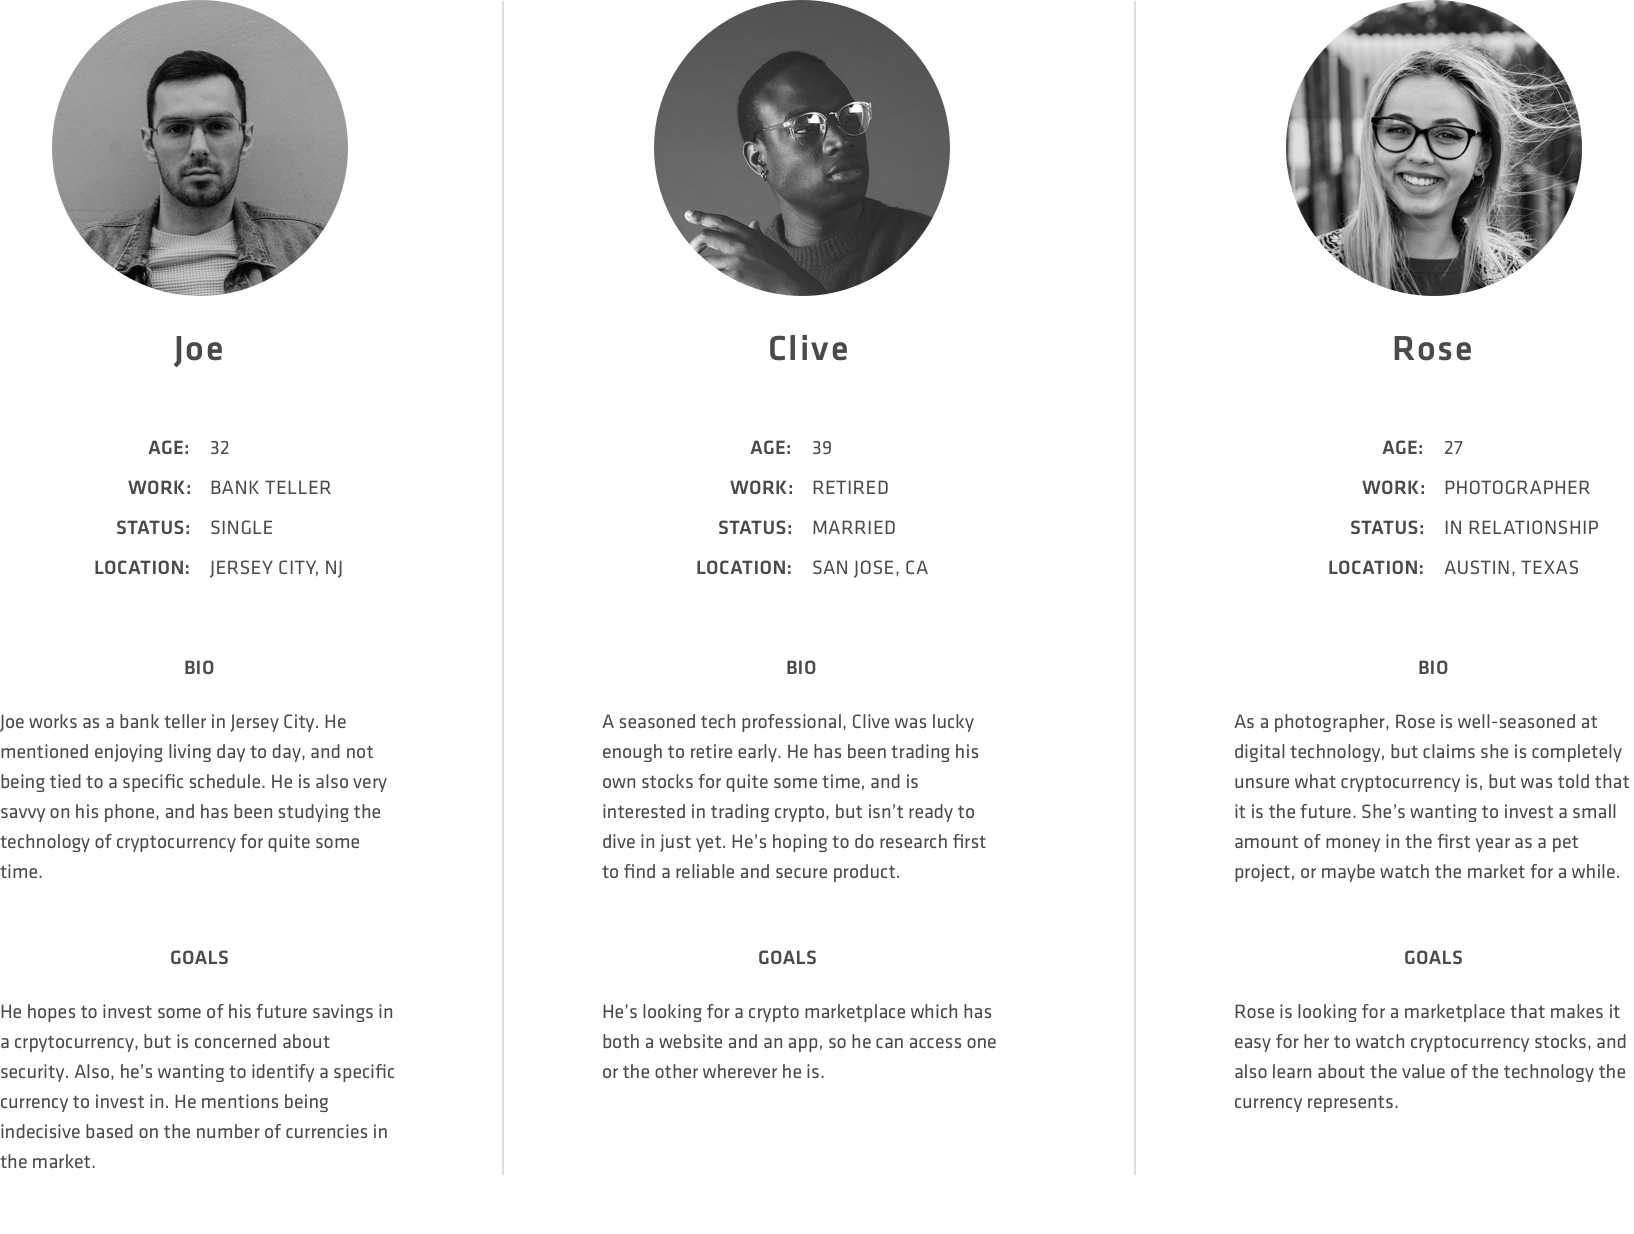 Joe
AGE: 32
WORK: BANK TELLER
STATUS: SINGLE
LOCATION: JERSEY CITY, NJ
BIO
Joe works as a bank teller in Jersey City. He
mentioned enjoying living day to day, and not
being tied to a specific schedule. He is also very
savvy on his phone, and has been studying the
technology of cryptocurrency for quite some
time.
GOALS
He hopes to invest some of his future savings in
a crpytocurrency, but is concerned about
security. Also, he’s wanting to identify a specific
currency to invest in. He mentions being
indecisive based on the number of currencies in
the market.
Clive
AGE: 39
WORK: RETIRED
STATUS: MARRIED
LOCATION: SAN JOSE, CA
BIO
A seasoned tech professional, Clive was lucky
enough to retire early. He has been trading his
own stocks for quite some time, and is
interested in trading crypto, but isn’t ready to
dive in just yet. He’s hoping to do research first
to find a reliable and secure product.
GOALS
He’s looking for a crypto marketplace which has
both a website and an app, so he can access one
or the other wherever he is.
Rose
AGE: 27
WORK: PHOTOGRAPHER
STATUS: IN RELATIONSHIP
LOCATION: AUSTIN, TEXAS
BIO
As a photographer, Rose is well-seasoned at
digital technology, but claims she is completely
unsure what cryptocurrency is, but was told that
it is the future. She’s wanting to invest a small
amount of money in the first year as a pet
project, or maybe watch the market for a while.
GOALS
Rose is looking for a marketplace that makes it
easy for her to watch cryptocurrency stocks, and
also learn about the value of the technology the
currency represents.